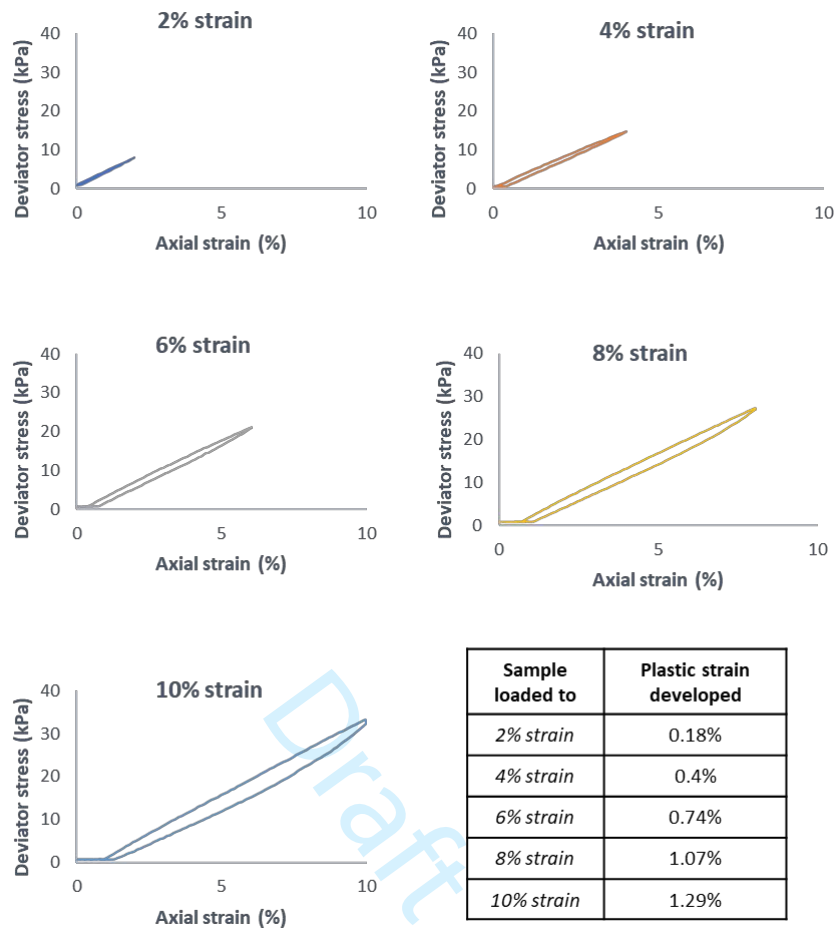 2% strain
Deviator stress (kPa)
40
30
20
10
0
0 5 10
Axial strain (%)
4% strain
Deviator stress (kPa)
40
30
20
10
0
0 5 10
Axial strain (%)
6% strain
Deviator stress (kPa)
40
30
20
10
0
0 5 10
Axial strain (%)
8% strain
Deviator stress (kPa)
40
30
20
10
0
0 5 10
Axial strain (%)
10% strain
Deviator stress (kPa)
40
30
20
10
0
0 5 10
Axial strain (%)
Sample Plastic strain
loaded to developed
2% strain 0.18%
4% strain 0.4%
6% strain 0.74%
8% strain 1.07%
10% strain 1.29%
Draft